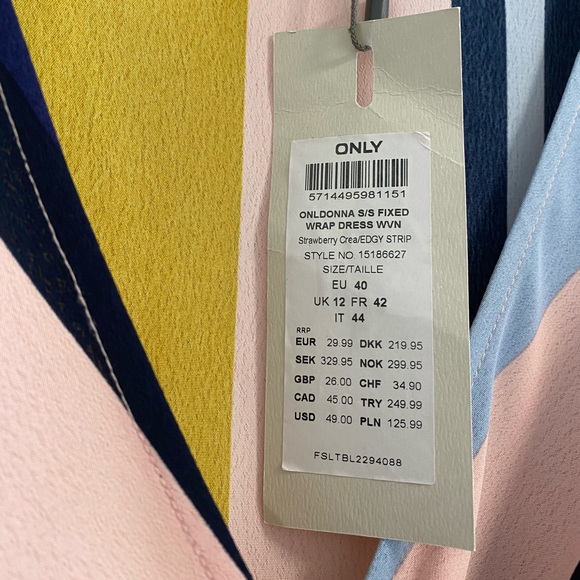 ONLY
5714495981151
ONLDONNA S/S FIXED
WRAP DRESS WVN
Strawberry Crea/EDGY STRIP
STYLE NO. 15186627
SIZE/TAILLE
EU 40
UK 12 FR 42
IT 44
RRP
EUR 29.99 DKK 219.95
SEK 329.95 NOK 299.95
GBP 26.00 CHF 34.90
CAD 45.00 TRY 249.99
USD 49.00 PLN 125.99
FSLTBL2294088